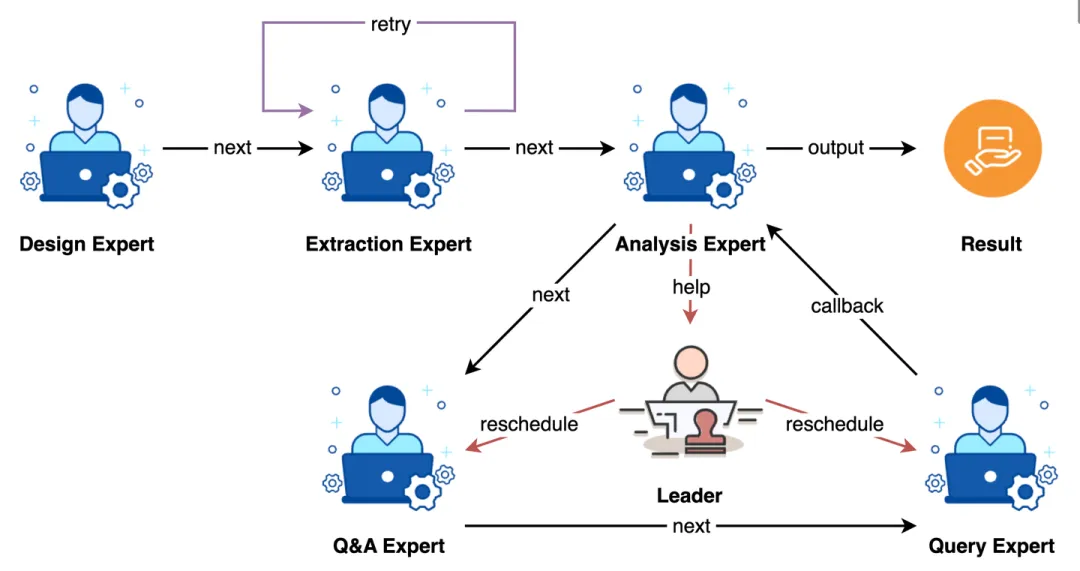 retry
next
next
output
Design Expert
Extraction Expert
Analysis Expert
Result
next
help
callback
reschedule
reschedule
Leader
next
Q&A Expert
Query Expert